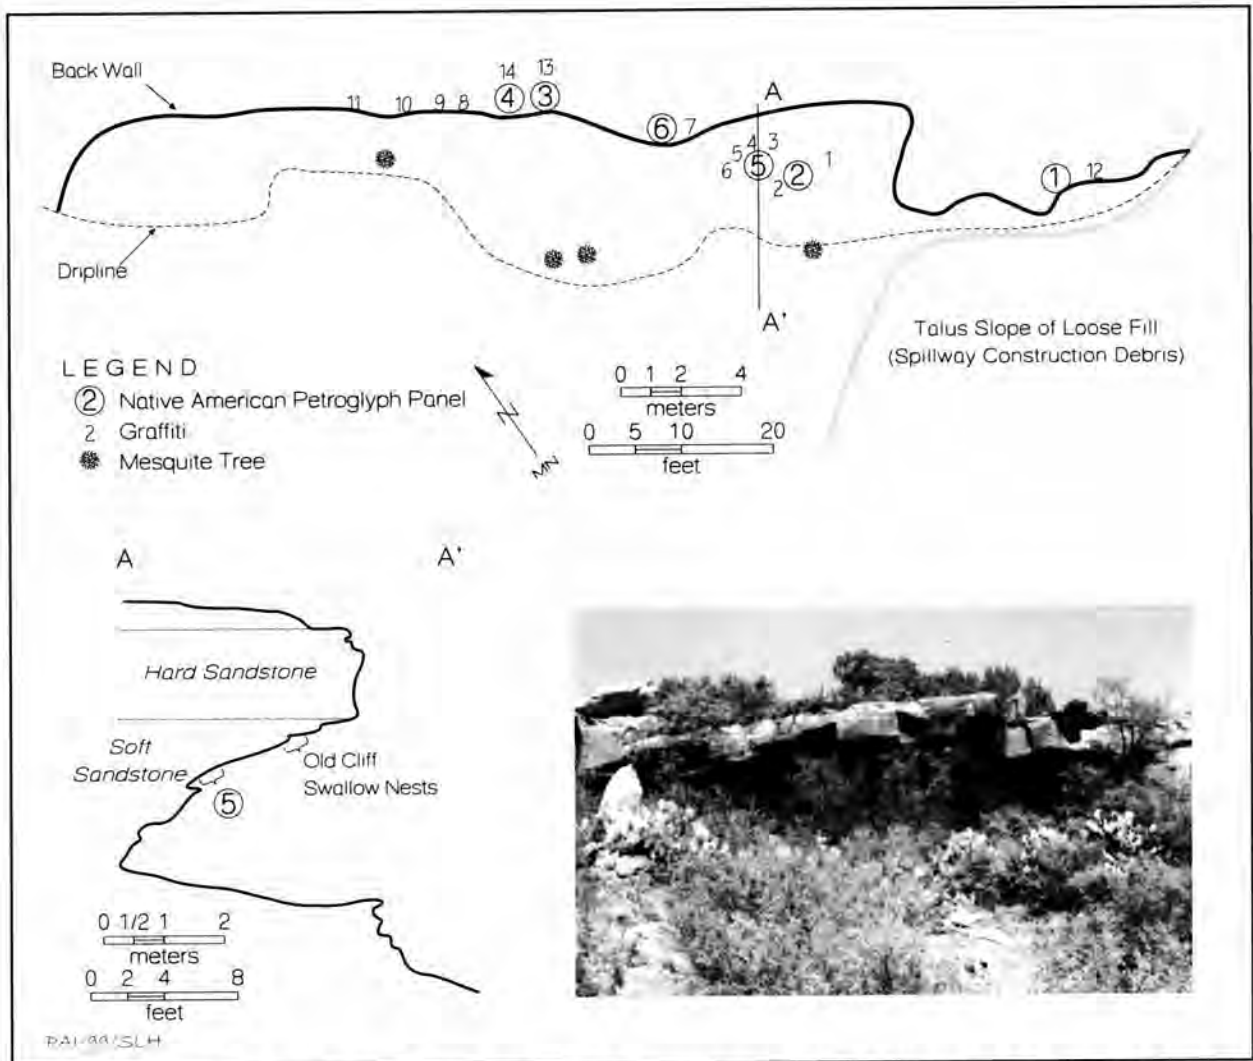 Back Wall
14
13
A
11
10
9
8
4
3
6
7
4
3
5
5
1
6
2
2
1
12
Dripline
A'
Talus Slope of Loose Fill
(Spillway Construction Debris)
LEGEND
2 Native American Petroglyph Panel
2 Graffiti
Mesquite Tree
MN
0 1 2 4
meters
0 5 10 20
feet
A
A'
Hard Sandstone
Soft
Sandstone
Old Cliff
Swallow Nests
5
0 1/2 1 2
meters
0 2 4 8
feet
PAI/99/SLH